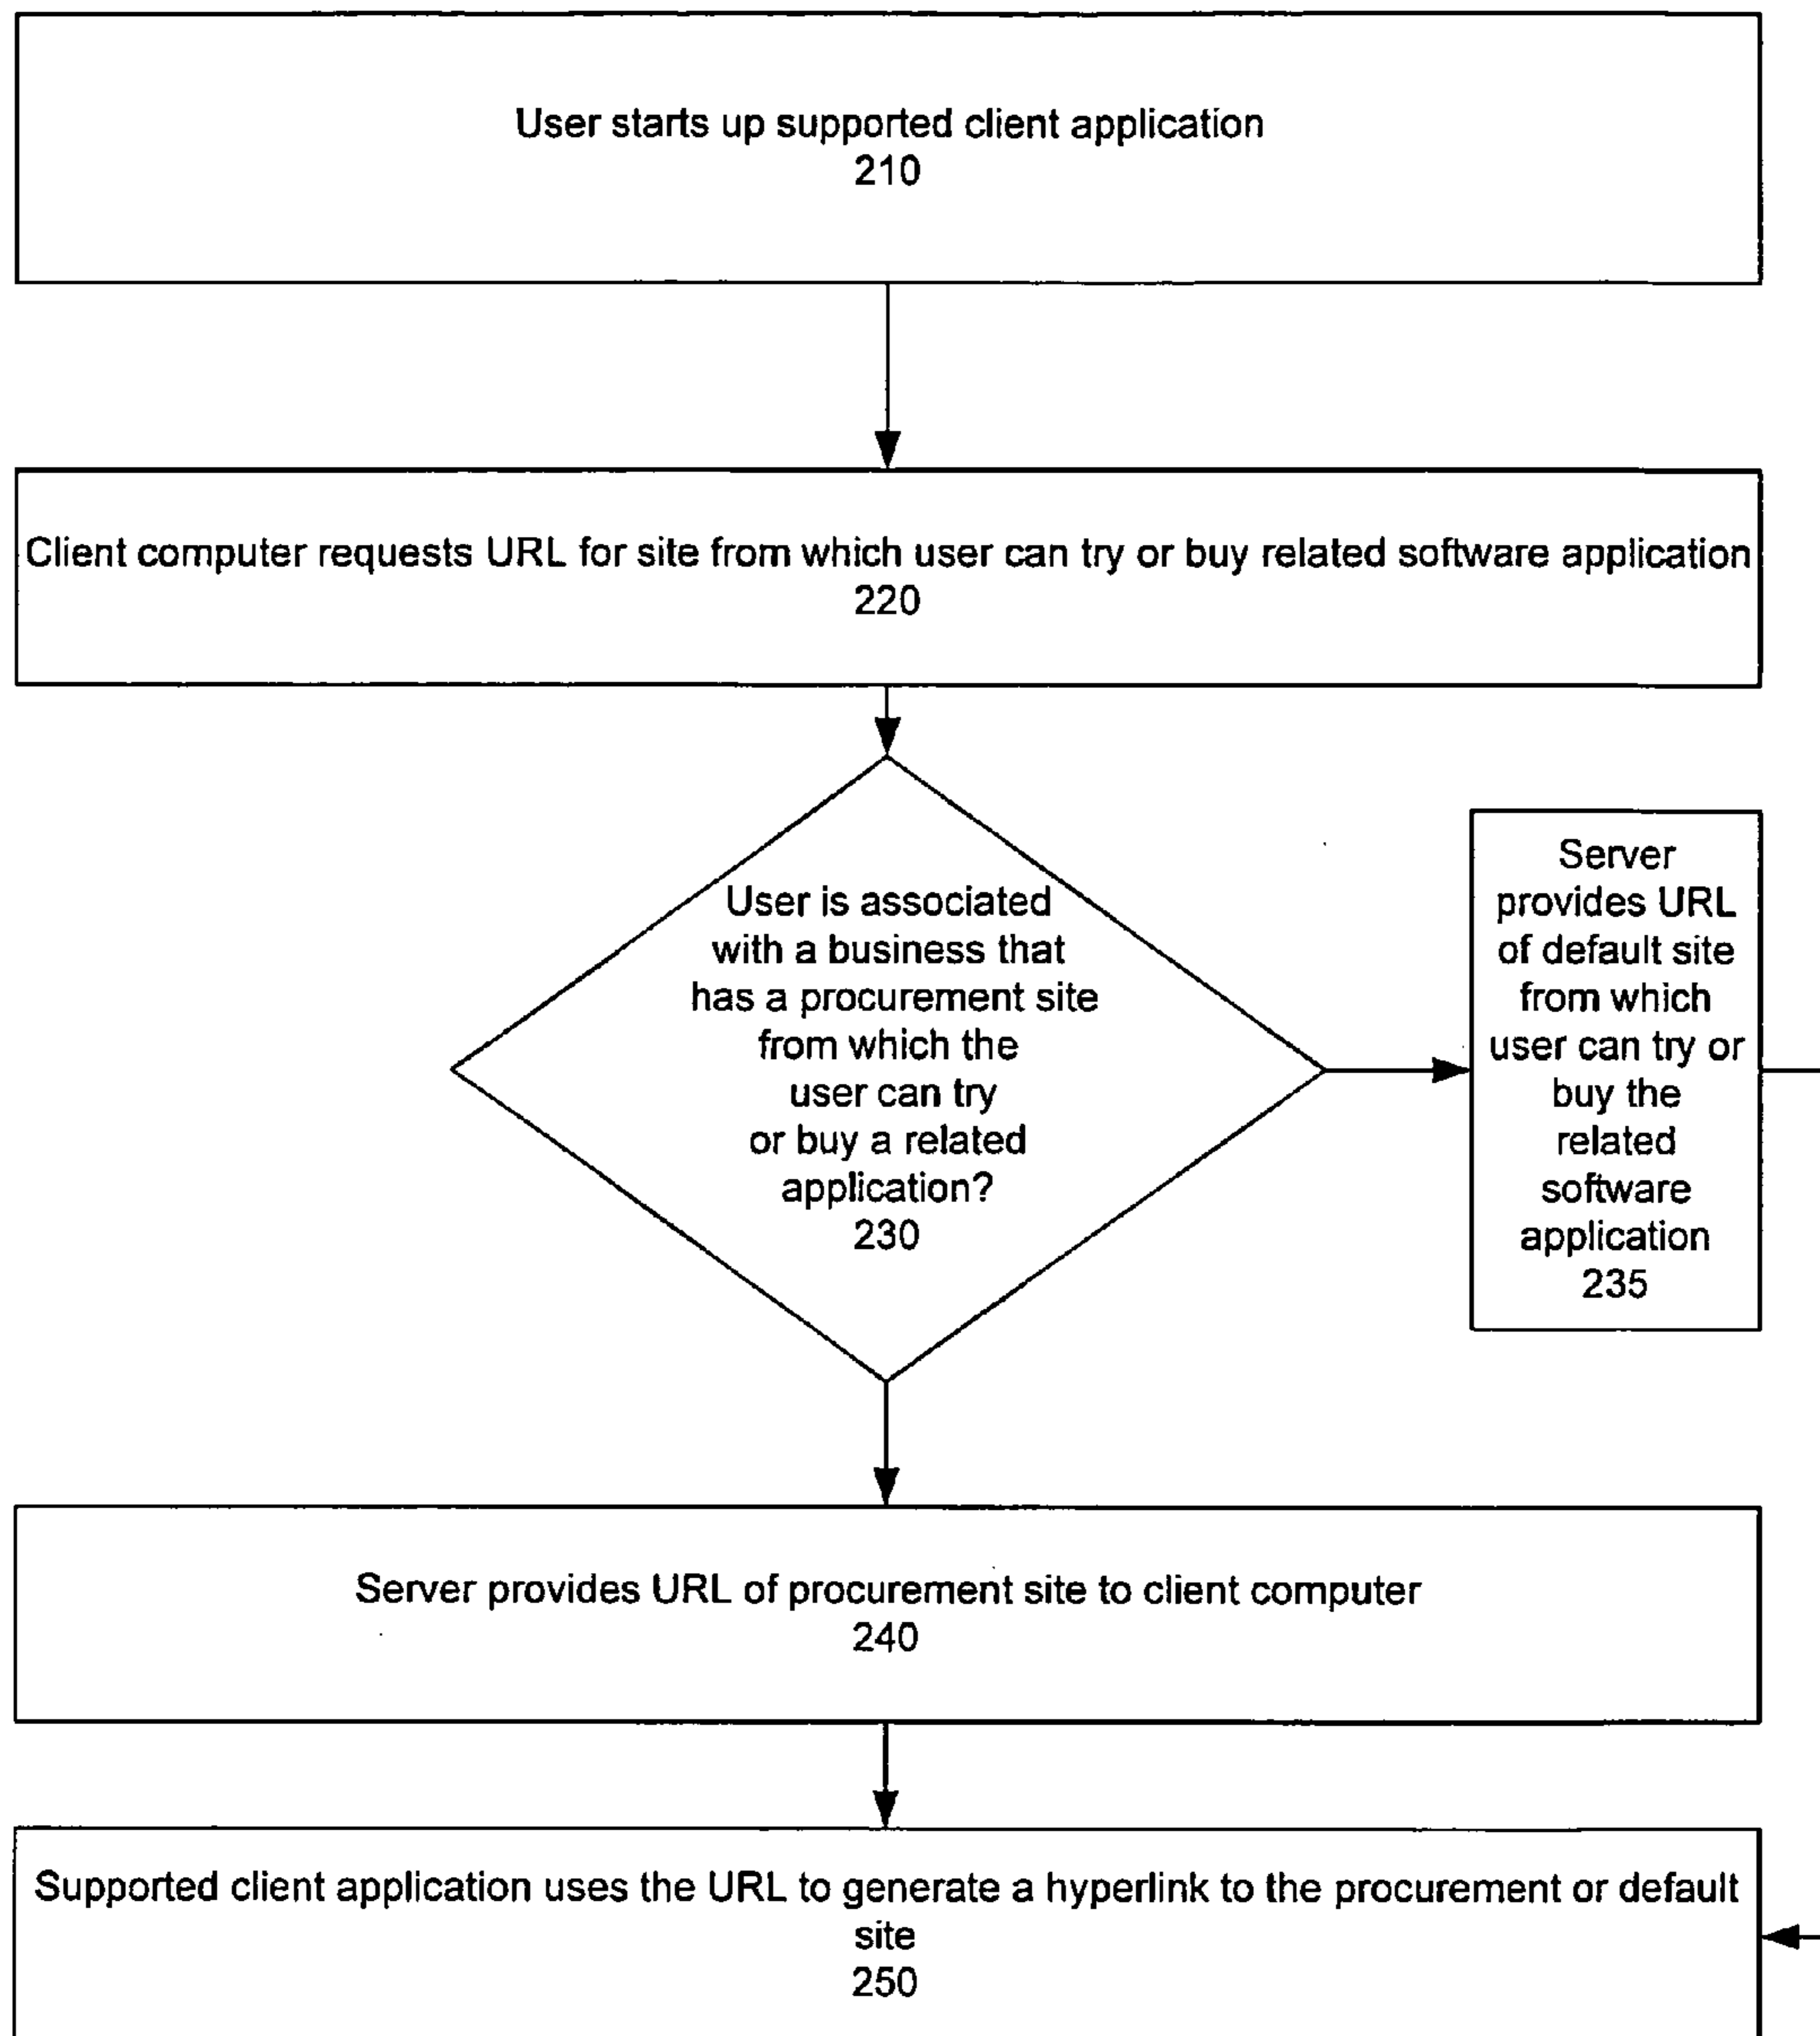 User starts up supported client application
210
Client computer requests URL for site from which user can try or buy related software application
220
User is associated
with a business that
has a procurement site
from which the
user can try
or buy a related
application?
230
Server
provides URL
of default site
from which
user can try or
buy the
related
software
application
235
Server provides URL of procurement site to client computer
240
Supported client application uses the URL to generate a hyperlink to the procurement or default
site
250